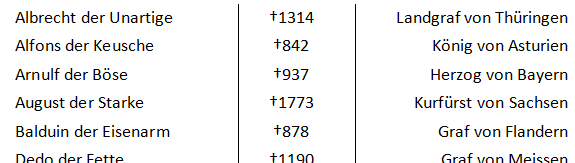 Albrecht der Unartige †1314 Landgraf von Thüringen
Alfons der Keusche †842 König von Asturien
Arnulf der Böse †937 Herzog von Bayern
August der Starke †1773 Kurfürst von Sachsen
Balduin der Eisenarm †878 Graf von Flandern
Dedo der Fette †1190 Graf von Meissen